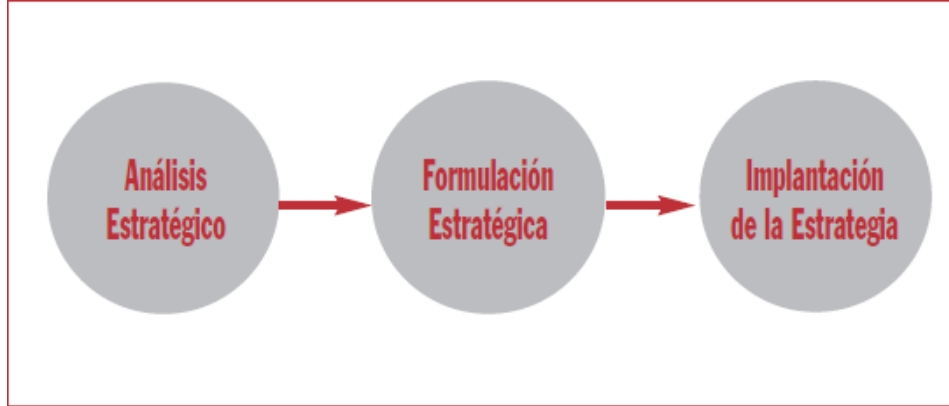 Análisis
Estratégico
Formulación
Estratégica
Implantación
de la Estrategia